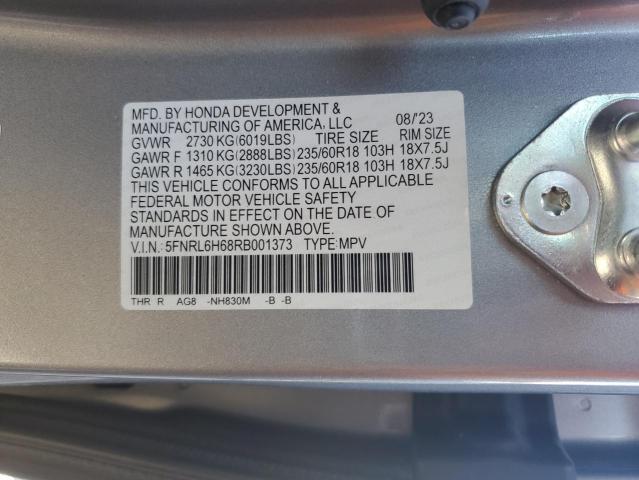 MFD. BY HONDA DEVELOPMENT &
MANUFACTURING OF AMERICA, LLC 08/'23
GVWR 2730 KG(6019LBS) TIRE SIZE RIM SIZE
GAWR F 1310 KG(2888LBS) 235/60R18 103H 18X7.5J
GAWR R 1465 KG(3230LBS) 235/60R18 103H 18X7.5J
THIS VEHICLE CONFORMS TO ALL APPLICABLE
FEDERAL MOTOR VEHICLE SAFETY
STANDARDS IN EFFECT ON THE DATE OF
MANUFACTURE SHOWN ABOVE.
V.I.N.: 5FNRL6H68RB001373 TYPE: MPV
THR R AG8 -NH830M -B -B